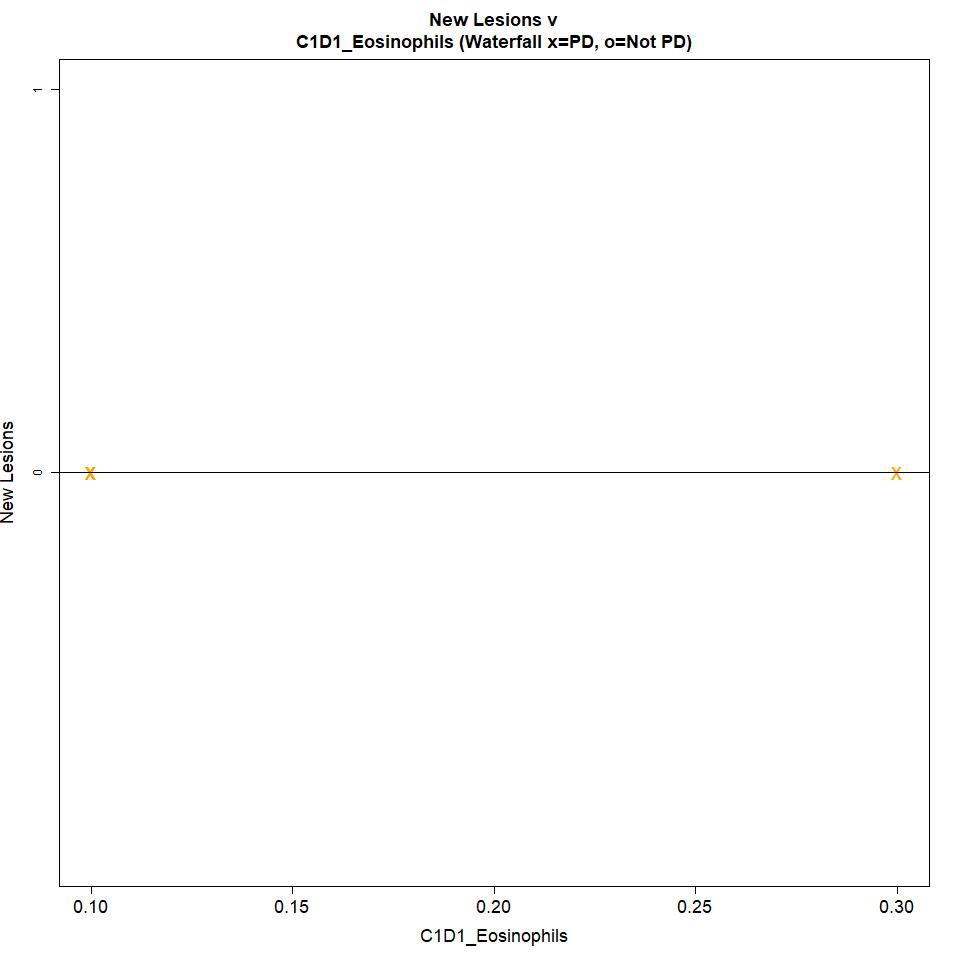 New Lesions v
C1D1_Eosinophils (Waterfall x=PD, o=Not PD)
1
0
New Lesions
x
x
0.10 0.15 0.20 0.25 0.30
C1D1_Eosinophils